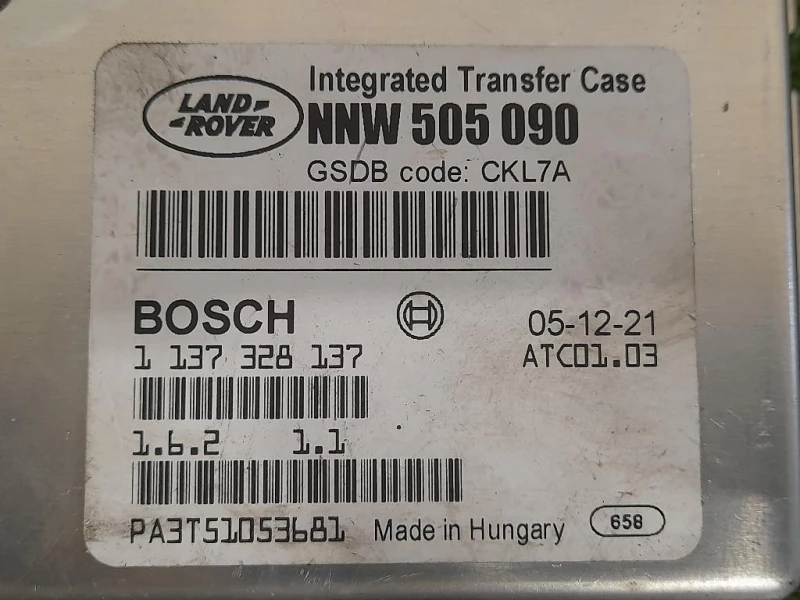 LAND
ROVER
Integrated Transfer Case
NNW 505 090
GSDB code: CKL7A
BOSCH
05-12-21
1 137 328 137
ATC01.03
1.6.2 1.1
PA3T51053681
Made in Hungary
658